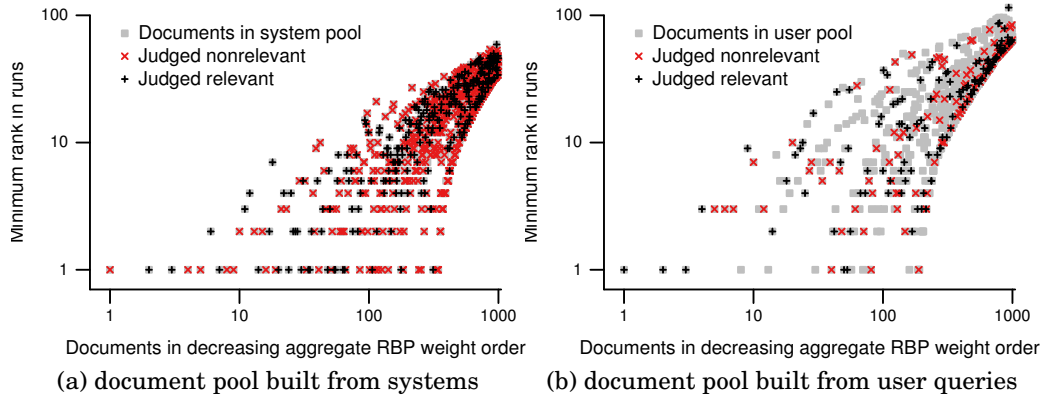 100
10
1
Minimum rank in runs
Documents in system pool
Judged nonrelevant
Judged relevant
1 10 100 1000
Documents in decreasing aggregate RBP weight order
(a) document pool built from systems
100
10
1
Minimum rank in runs
Documents in user pool
Judged nonrelevant
Judged relevant
1 10 100 1000
Documents in decreasing aggregate RBP weight order
(b) document pool built from user queries